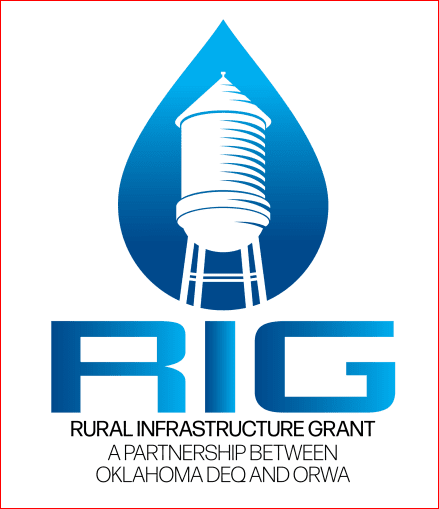 RIG
RURAL INFRASTRUCTURE GRANT
A PARTNERSHIP BETWEEN
OKLAHOMA DEQ AND ORWA